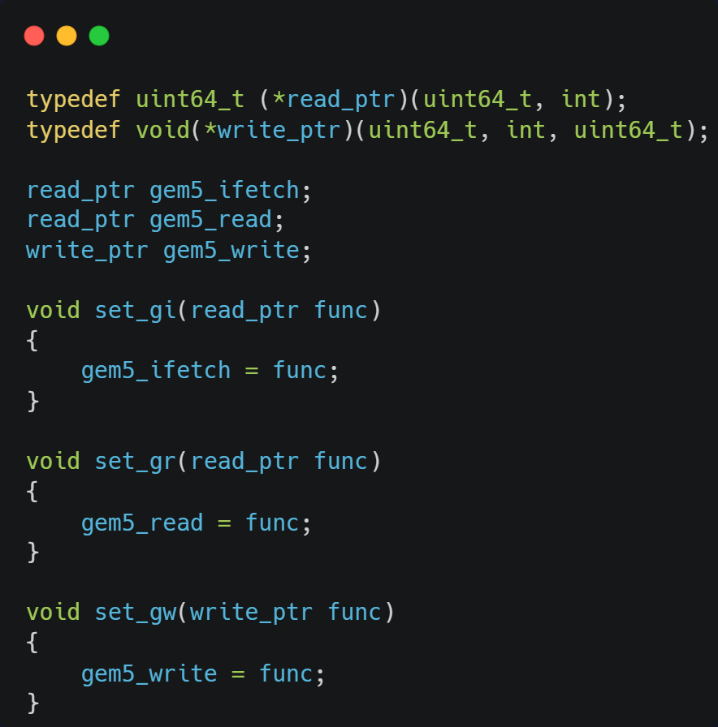 typedef uint64_t (*read_ptr)(uint64_t, int);
typedef void(*write_ptr)(uint64_t, int, uint64_t);

read_ptr gem5_ifetch;
read_ptr gem5_read;
write_ptr gem5_write;

void set_gi(read_ptr func)
{
    gem5_ifetch = func;
}

void set_gr(read_ptr func)
{
    gem5_read = func;
}

void set_gw(write_ptr func)
{
    gem5_write = func;
}